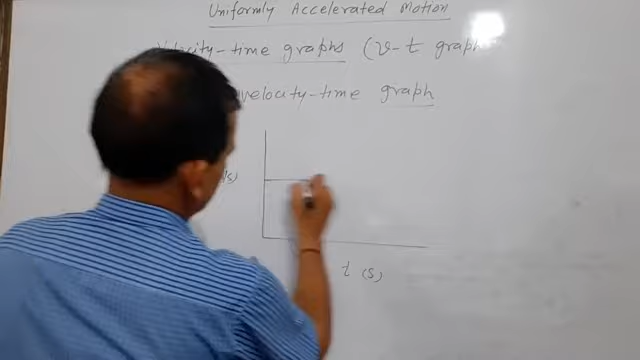 Uniformly Accelerated Motion
Velocity-time graphs (v-t graph
velocity-time graph
/s)
t (s)